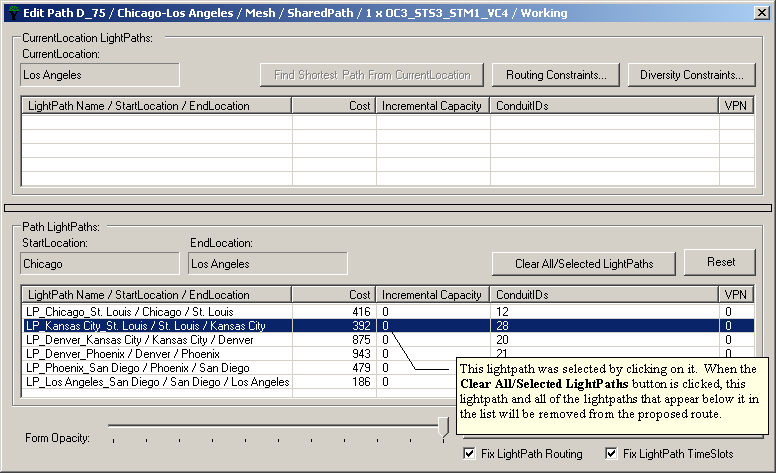 Edit Path D_75 / Chicago-Los Angeles / Mesh / SharedPath / 1 x OC3_STS3_STM1_VC4 / Working
CurrentLocation LightPaths:
CurrentLocation:
Los Angeles
Find Shortest Path From CurrentLocation
Routing Constraints...
Diversity Constraints...
LightPath Name / StartLocation / EndLocation Cost Incremental Capacity ConduitIDs VPN
Path LightPaths:
StartLocation: EndLocation:
Chicago Los Angeles
Clear All/Selected LightPaths
Reset
LightPath Name / StartLocation / EndLocation Cost Incremental Capacity ConduitIDs VPN
LP_Chicago_St. Louis / Chicago / St. Louis 416 0 12 0
LP_Kansas City_St. Louis / St. Louis / Kansas City 392 0 28 0
LP_Denver_Kansas City / Kansas City / Denver 875 0 20 0
LP_Denver_Phoenix / Denver / Phoenix 943 0 21 0
LP_Phoenix_San Diego / Phoenix / San Diego 479 0
LP_Los Angeles_San Diego / San Diego / Los Angeles 186 0
This lightpath was selected by clicking on it. When the
Clear All/Selected LightPaths button is clicked, this
lightpath and all of the lightpaths that appear below it in
the list will be removed from the proposed route.
Form Opacity:
Fix LightPath Routing
Fix LightPath TimeSlots